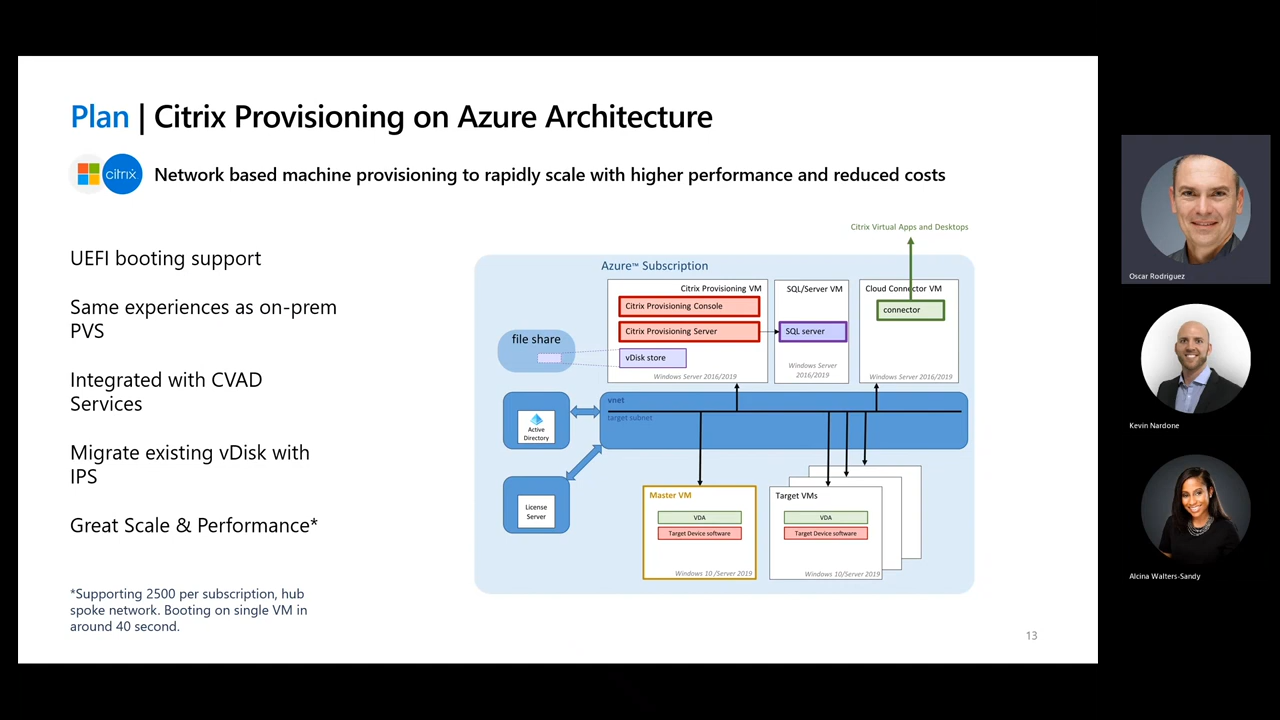 Plan | Citrix Provisioning on Azure Architecture
citrix
Network based machine provisioning to rapidly scale with higher performance and reduced costs
UEFI booting support
Same experiences as on-prem
PVS
Integrated with CVAD
Services
Migrate existing vDisk with
IPS
Great Scale & Performance*
*Supporting 2500 per subscription, hub
spoke network. Booting on single VM in
around 40 second.
Citrix Virtual Apps and Desktops
Azure™ Subscription
Citrix Provisioning VM
Citrix Provisioning Console
Citrix Provisioning Server
vDisk store
Windows Server 2016/2019
SQL/Server VM
SQL server
Windows Server
2016/2019
Cloud Connector VM
connector
Windows Server 2016/2019
file share
vnet
target subnet
Active
Directory
License
Server
Master VM
VDA
Target Device software
Windows 10 /Server 2019
Target VMs
VDA
Target Device software
Windows 10/Server 2019
13
Oscar Rodriguez
Kevin Nardone
Alcina Walters-Sandy